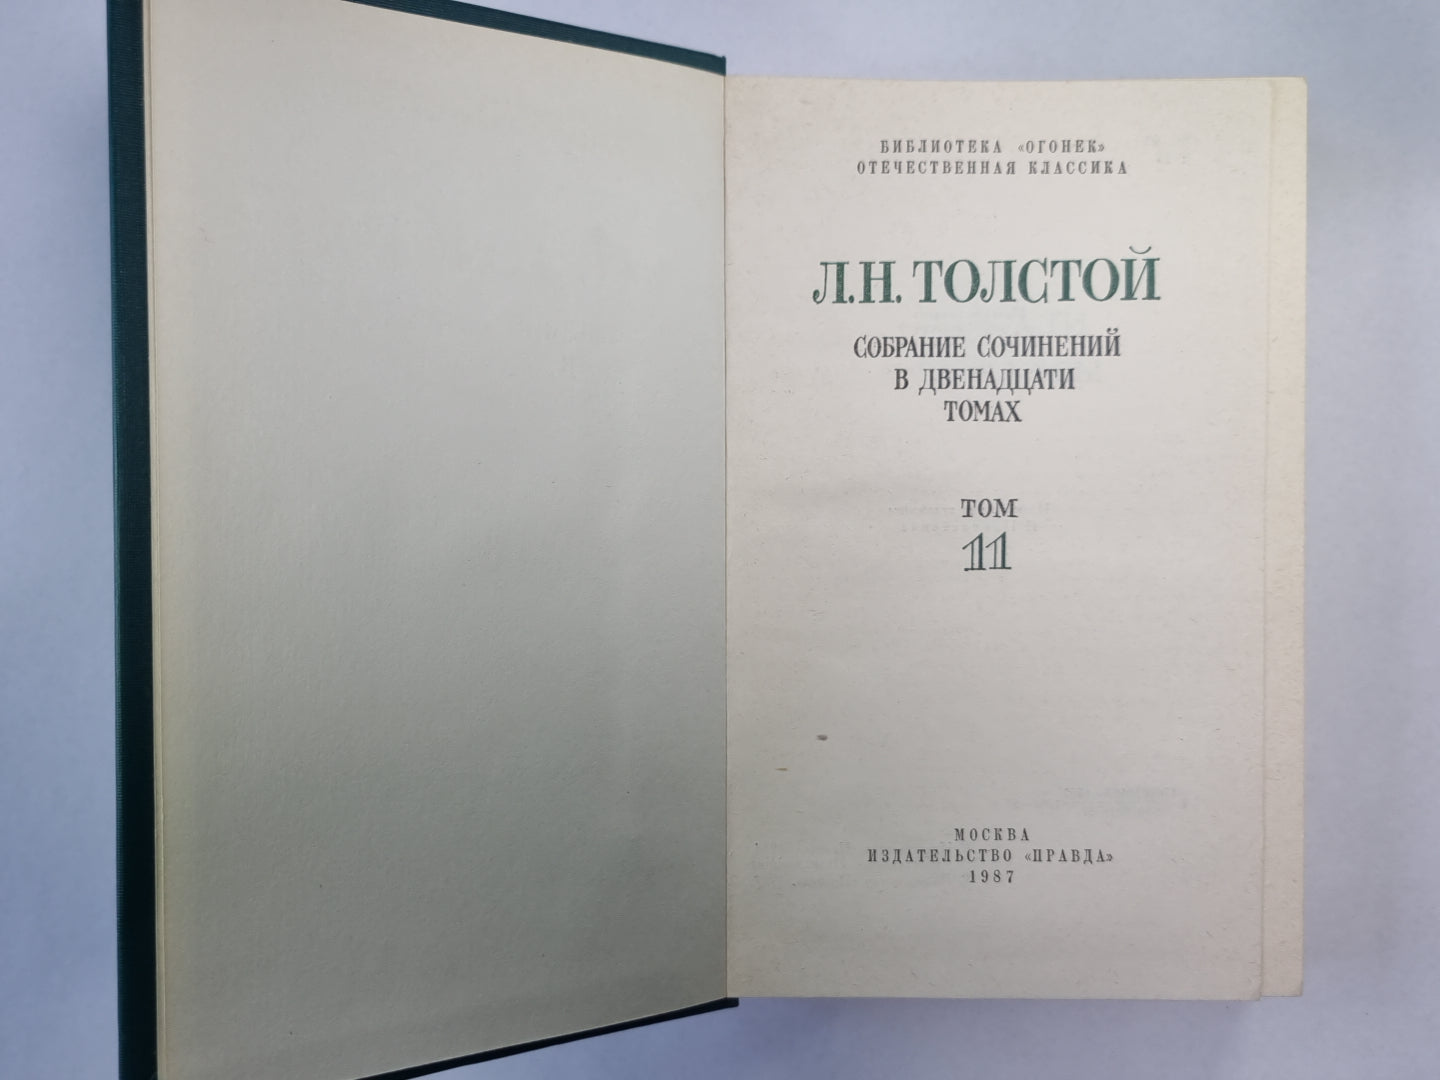 БИБЛИОТЕКА «ОГОНЕК»
ОТЕЧЕСТВЕННАЯ КЛАССИКА
Л.Н. ТОЛСТОЙ
СОБРАНИЕ СОЧИНЕНИЙ
В ДВЕНАДЦАТИ
ТОМАХ
ТОМ
11
МОСКВА
ИЗДАТЕЛЬСТВО «ПРАВДА»
1987